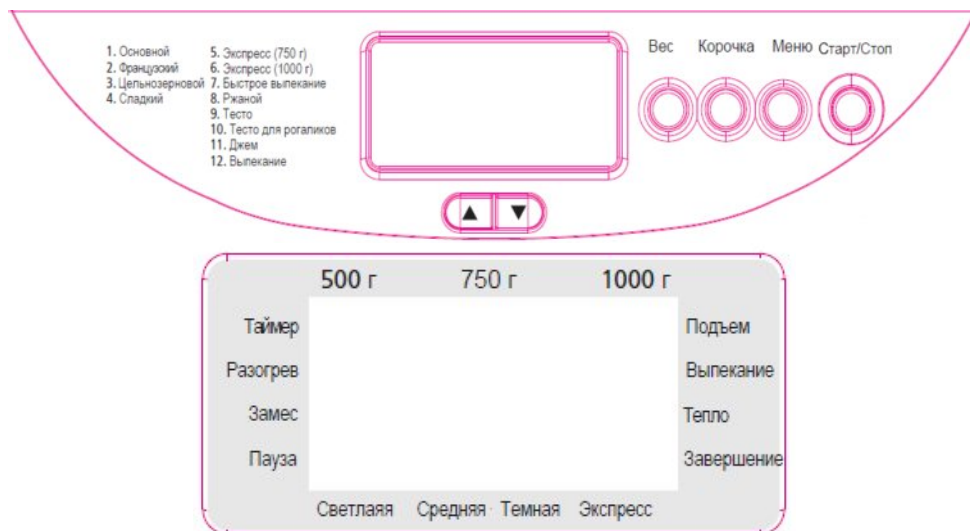 1. Основной
2. Французский
3. Цельнозерновой
4. Сладкий
5. Экспресс (750 г)
6. Экспресс (1000 г)
7. Быстрое выпекание
8. Ржаной
9. Тесто
10. Тесто для рогаликов
11. Джем
12. Выпекание
Вес Корочка Меню Старт/Стоп
▲ ▼
500 г 750 г 1000 г
Таймер
Разогрев
Замес
Пауза
Подъем
Выпекание
Тепло
Завершение
Светлаяя Средняя · Темная Экспресс